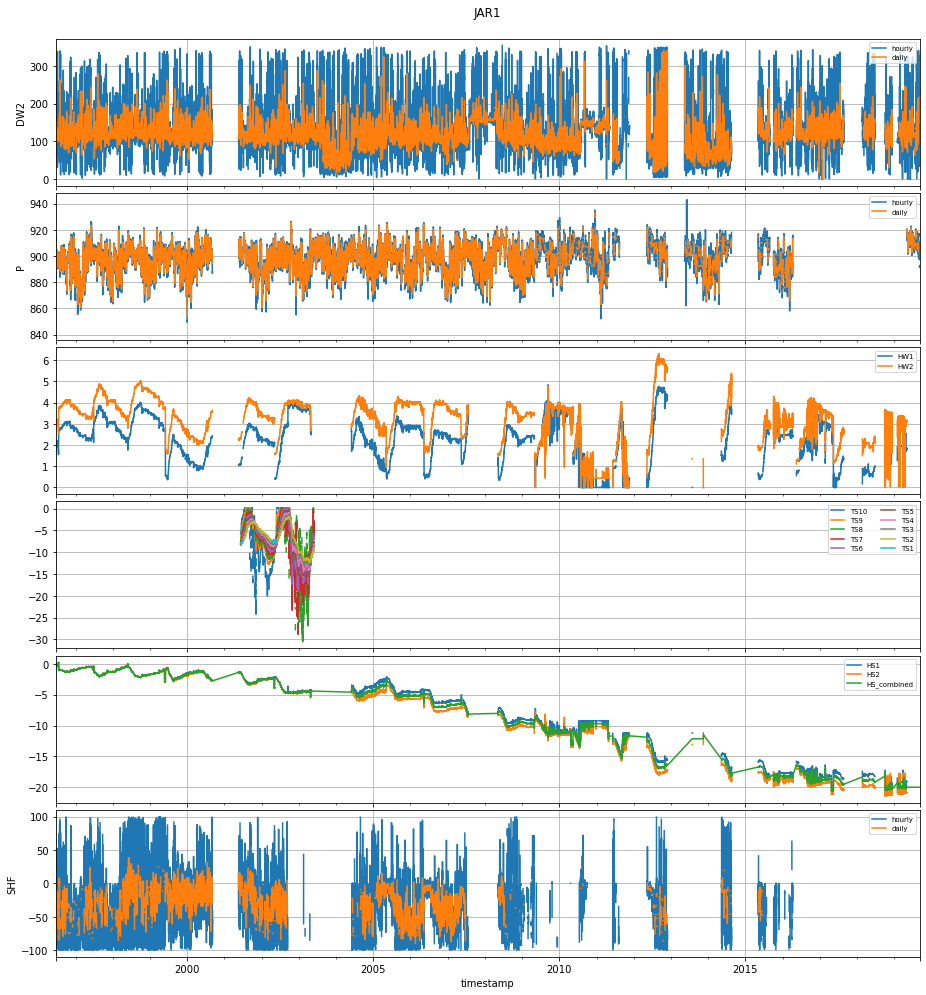 JAR1
DW2
300
200
100
0
hourly
daily
P
940
920
900
880
860
840
hourly
daily
6
5
4
3
2
1
0
HW1
HW2
0
−5
−10
−15
−20
−25
−30
TS10 TS5
TS9 TS4
TS8 TS3
TS7 TS2
TS6 TS1
0
−5
−10
−15
−20
HS1
HS2
HS_combined
SHF
100
50
0
−50
−100
hourly
daily
2000 2005 2010 2015
timestamp